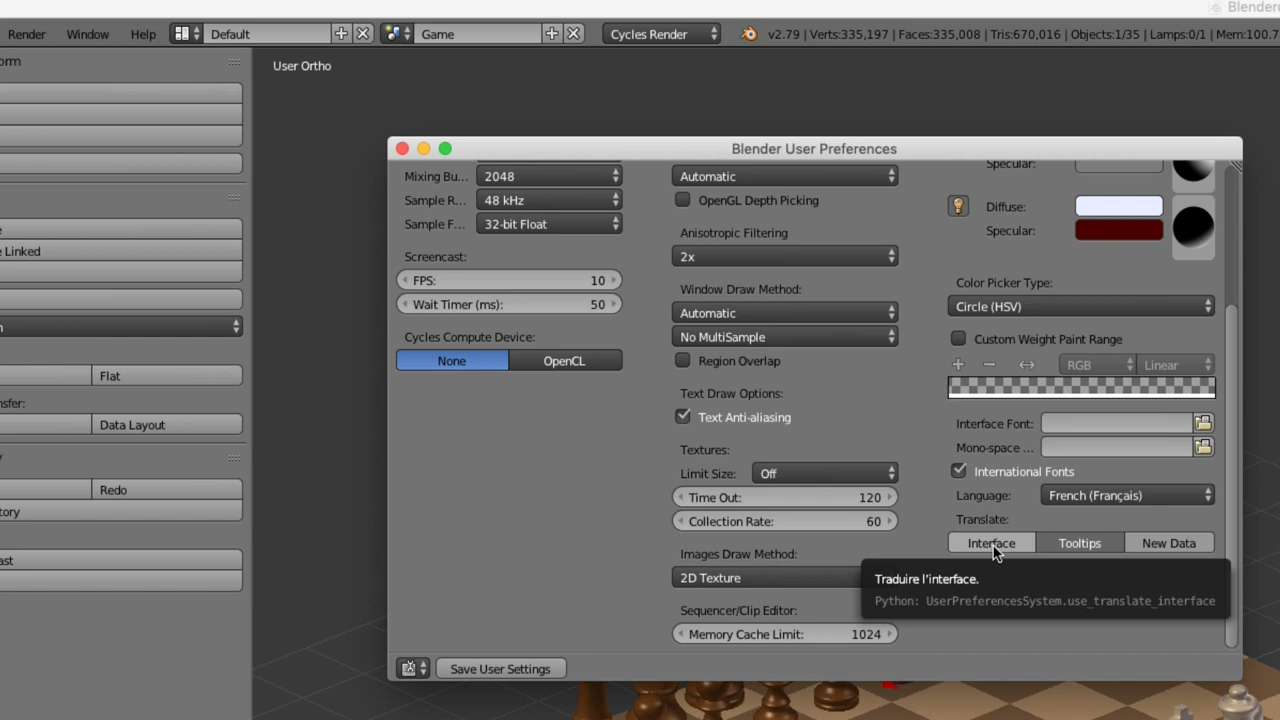 Blender
Render Window Help Default Game Cycles Render v2.79 | Verts:335,197 | Faces:335,008 | Tris:670,016 | Objects:1/35 | Lamps:0/1 | Mem:100.7
User Ortho
Linked
Flat
Data Layout
Redo
Blender User Preferences
Mixing Bu... 2048
Sample R... 48 kHz
Sample F... 32-bit Float
Screencast:
FPS: 10
Wait Timer (ms): 50
Cycles Compute Device:
None OpenCL
Automatic
OpenGL Depth Picking
Anisotropic Filtering
2x
Window Draw Method:
Automatic
No MultiSample
Region Overlap
Text Draw Options:
Text Anti-aliasing
Textures:
Limit Size: Off
Time Out: 120
Collection Rate: 60
Images Draw Method:
2D Texture
Sequencer/Clip Editor:
Memory Cache Limit: 1024
Specular:
Diffuse:
Specular:
Color Picker Type:
Circle (HSV)
Custom Weight Paint Range
RGB Linear
Interface Font:
Mono-space ...
International Fonts
Language: French (Français)
Translate:
Interface Tooltips New Data
Traduire l'interface.
Python: UserPreferencesSystem.use_translate_interface
Save User Settings